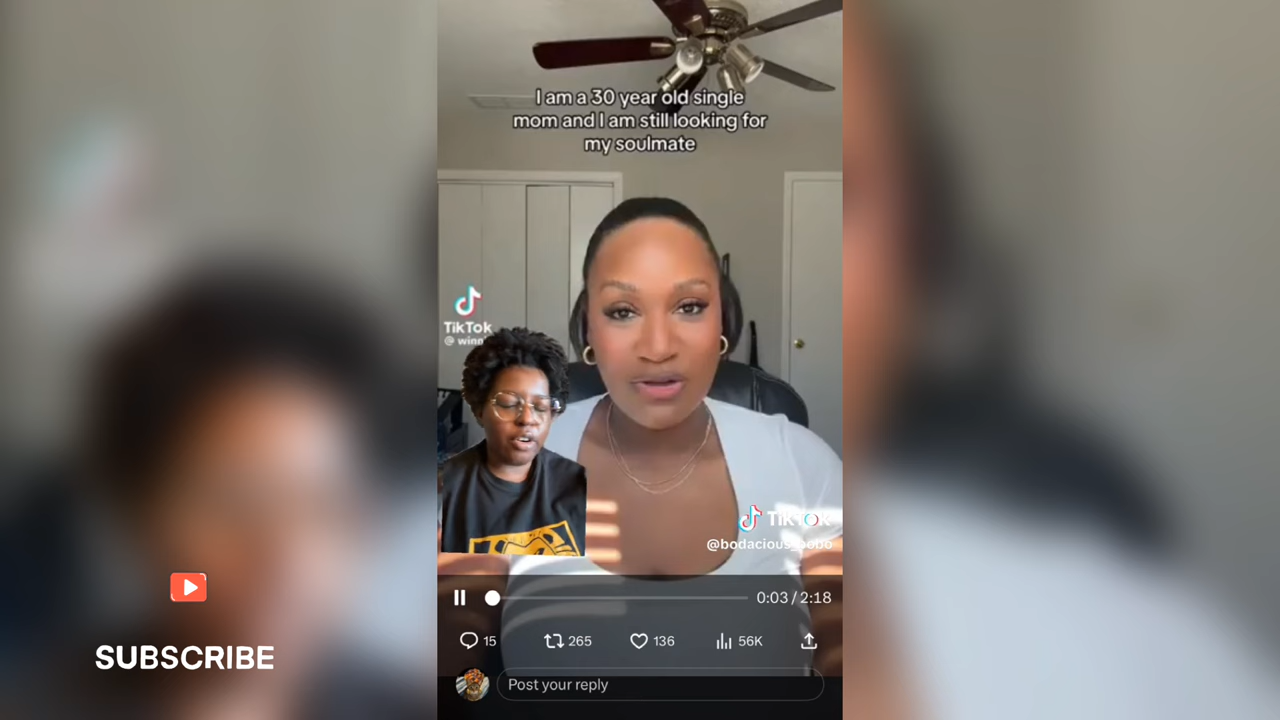 I am a 30 year old single
mom and I am still looking for
my soulmate
TikTok
TikTok
0:03 / 2:18
15
265
136
56K
Post your reply
SUBSCRIBE